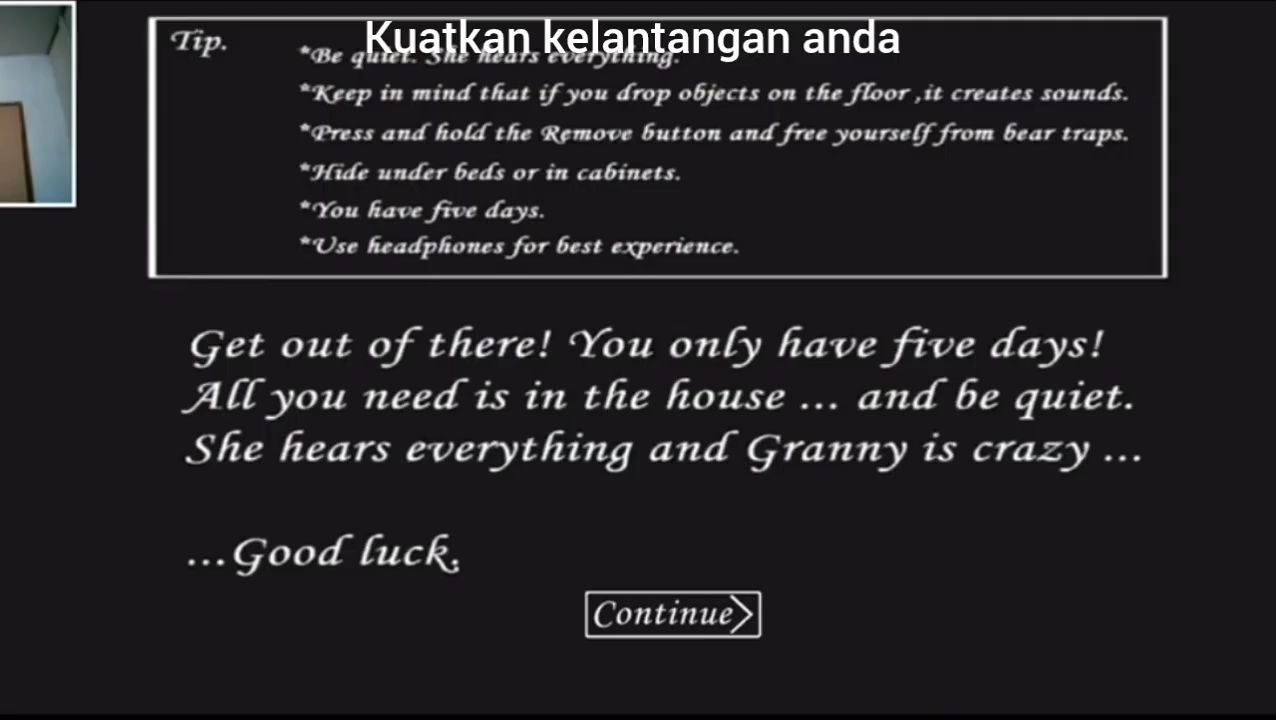 Kuatkan kelantangan anda
Tip.
*Be quiet. She hears everything.
*Keep in mind that if you drop objects on the floor ,it creates sounds.
*Press and hold the Remove button and free yourself from bear traps.
*Hide under beds or in cabinets.
*You have five days.
*Use headphones for best experience.
Get out of there! You only have five days!
All you need is in the house ... and be quiet.
She hears everything and Granny is crazy ...
...Good luck.
Continue>